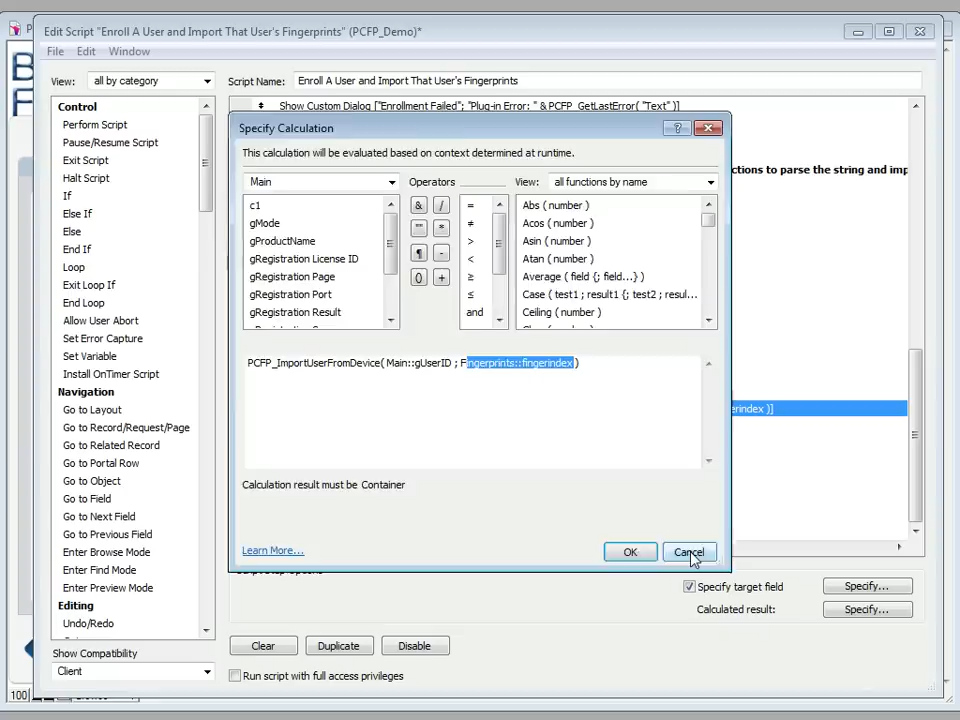 Edit Script "Enroll A User and Import That User's Fingerprints" (PCFP_Demo)*
File Edit Window
View: all by category
Script Name: Enroll A User and Import That User's Fingerprints
Control
Perform Script
Pause/Resume Script
Exit Script
Halt Script
If
Else If
Else
End If
Loop
Exit Loop If
End Loop
Allow User Abort
Set Error Capture
Set Variable
Install OnTimer Script
Navigation
Go to Layout
Go to Record/Request/Page
Go to Related Record
Go to Portal Row
Go to Object
Go to Field
Go to Next Field
Go to Previous Field
Enter Browse Mode
Enter Find Mode
Enter Preview Mode
Editing
Undo/Redo
Show Compatibility
Client
Show Custom Dialog ["Enrollment Failed"; "Plug-in Error: " & PCFP_GetLastError( "Text" )]
ctions to parse the string and imp
erindex )]
Specify Calculation
This calculation will be evaluated based on context determined at runtime.
Main
Operators
View: all functions by name
c1
gMode
gProductName
gRegistration License ID
gRegistration Page
gRegistration Port
gRegistration Result
& /
"" *
¶ -
() +
=
≠
>
<
≥
≤
and
Abs ( number )
Acos ( number )
Asin ( number )
Atan ( number )
Average ( field {; field...} )
Case ( test1 ; result1 {; test2 ; resul...
Ceiling ( number )
PCFP_ImportUserFromDevice( Main::gUserID ; Fingerprints::fingerindex )
Calculation result must be Container
Learn More...
OK
Cancel
Specify target field
Specify...
Calculated result:
Specify...
Clear
Duplicate
Disable
Run script with full access privileges
100